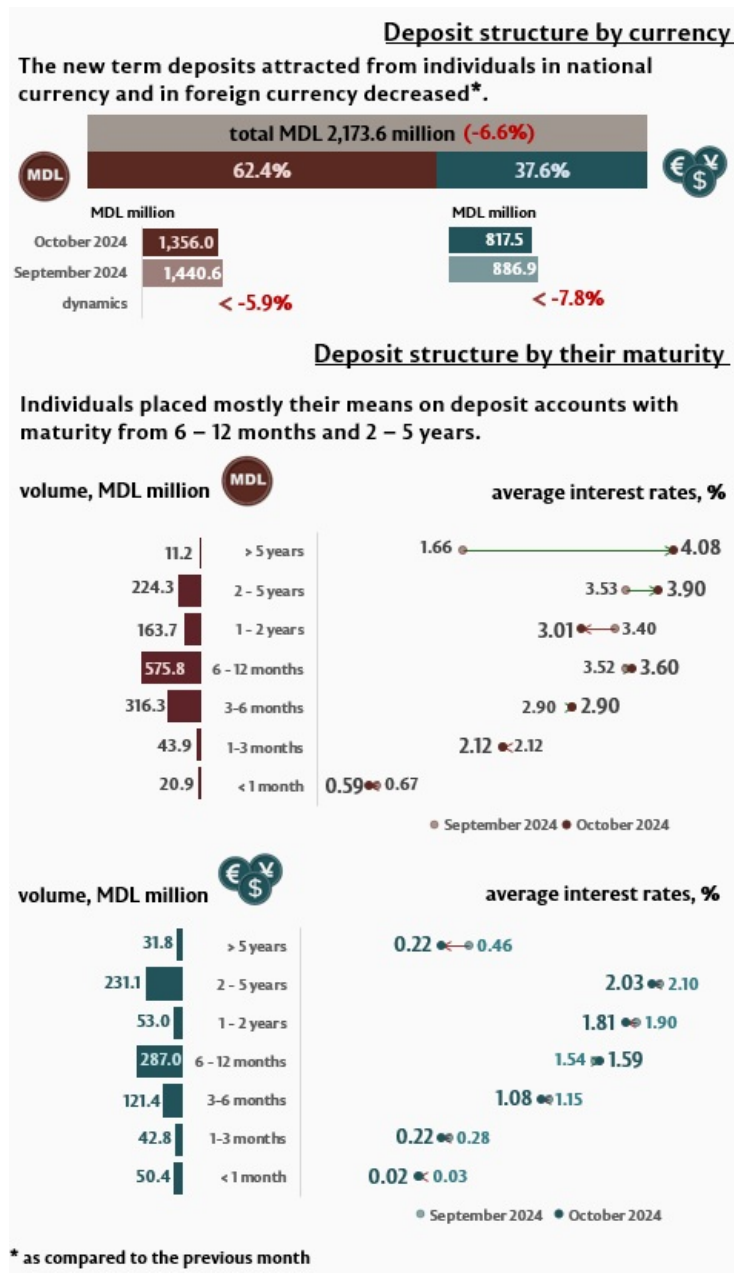 Deposit structure by currency
The new term deposits attracted from individuals in national
currency and in foreign currency decreased*.
total MDL 2,173.6 million (-6.6%)
MDL 62.4% 37.6% € ¥ $
MDL million MDL million
October 2024 1,356.0 817.5
September 2024 1,440.6 886.9
dynamics < -5.9% < -7.8%
Deposit structure by their maturity
Individuals placed mostly their means on deposit accounts with
maturity from 6 – 12 months and 2 – 5 years.
volume, MDL million MDL average interest rates, %
11.2 > 5 years 1.66 4.08
224.3 2 - 5 years 3.53 3.90
163.7 1 - 2 years 3.01 3.40
575.8 6 - 12 months 3.52 3.60
316.3 3-6 months 2.90 2.90
43.9 1-3 months 2.12 2.12
20.9 < 1 month 0.59 0.67
September 2024 October 2024
volume, MDL million € ¥ $ average interest rates, %
31.8 > 5 years 0.22 0.46
231.1 2 - 5 years 2.03 2.10
53.0 1 - 2 years 1.81 1.90
287.0 6 - 12 months 1.54 1.59
121.4 3-6 months 1.08 1.15
42.8 1-3 months 0.22 0.28
50.4 < 1 month 0.02 0.03
September 2024 October 2024
* as compared to the previous month